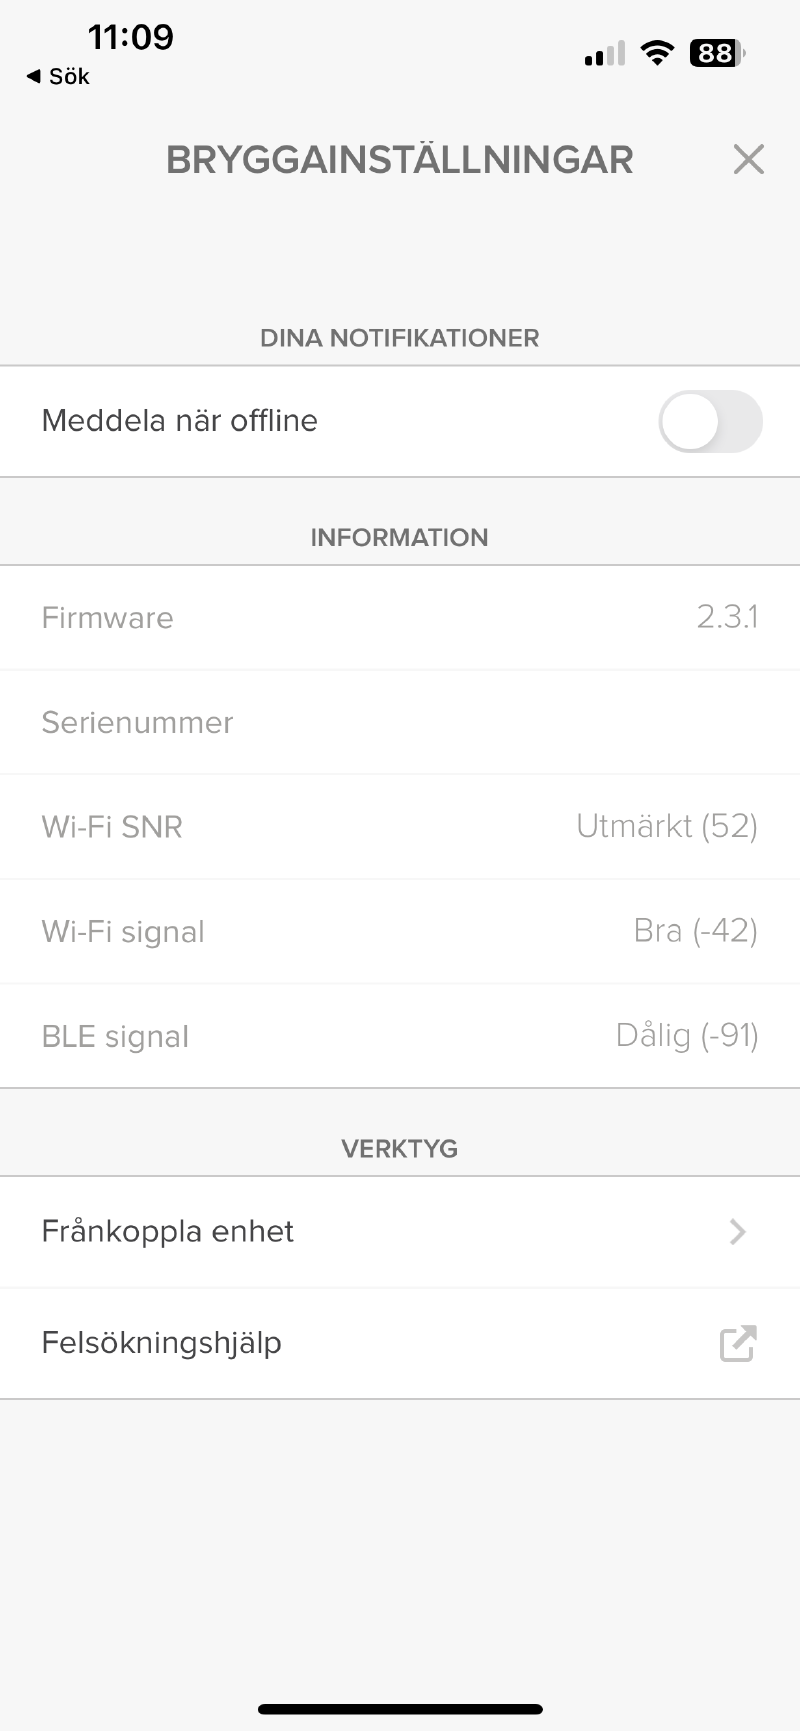 11:09
◀ Sök
88
BRYGGAINSTÄLLNINGAR
DINA NOTIFIKATIONER
Meddela när offline
INFORMATION
Firmware 2.3.1
Serienummer
Wi-Fi SNR Utmärkt (52)
Wi-Fi signal Bra (-42)
BLE signal Dålig (-91)
VERKTYG
Frånkoppla enhet
Felsökningshjälp